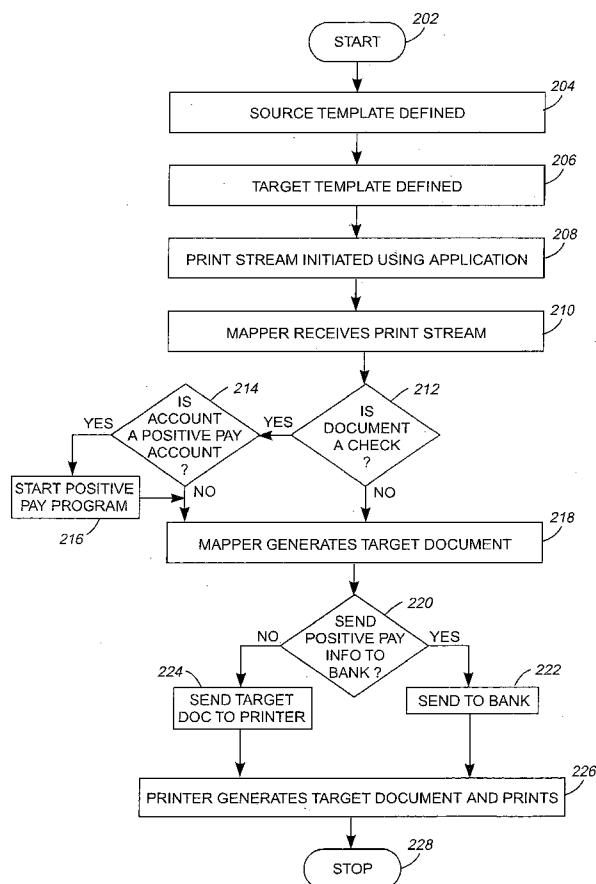 START
202
SOURCE TEMPLATE DEFINED
204
TARGET TEMPLATE DEFINED
206
PRINT STREAM INITIATED USING APPLICATION
208
MAPPER RECEIVES PRINT STREAM
210
IS
ACCOUNT
A POSITIVE PAY
ACCOUNT
?
214
YES
NO
IS
DOCUMENT
A CHECK
?
212
YES
NO
START POSITIVE
PAY PROGRAM
216
MAPPER GENERATES TARGET DOCUMENT
218
SEND
POSITIVE PAY
INFO TO
BANK ?
220
NO
YES
224
SEND TARGET
DOC TO PRINTER
222
SEND TO BANK
226
PRINTER GENERATES TARGET DOCUMENT AND PRINTS
STOP
228